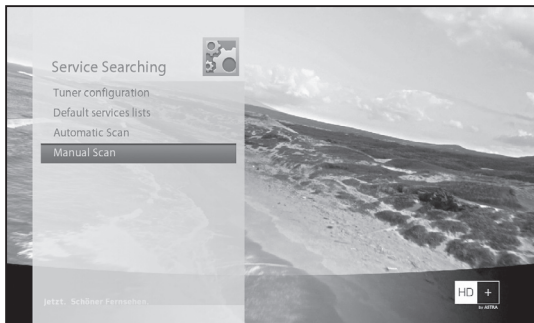 Service Searching
Tuner configuration
Default services lists
Automatic Scan
Manual Scan
Jetzt. Schöner Fernsehen.
HD +
by ASTRA